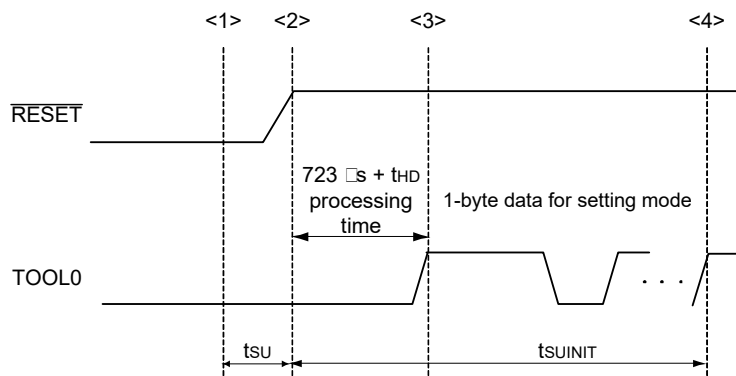 <1> <2> <3> <4>
RESET
723 □s + tHD
processing
time
1-byte data for setting mode
TOOL0
. . .
tSU
tSUINIT